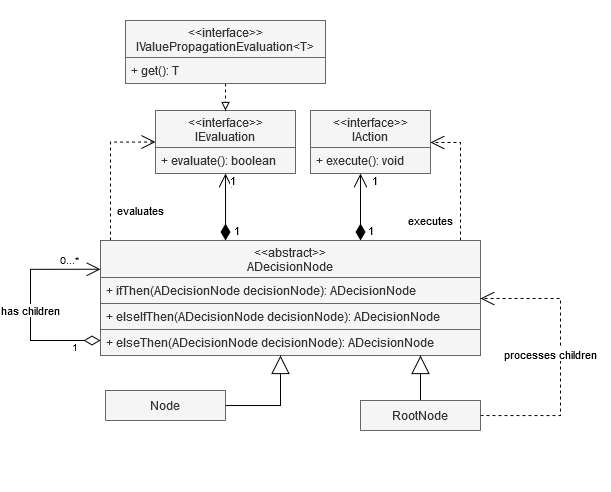 <<interface>>
IValuePropagationEvaluation<T>
+ get(): T
<<interface>>
IEvaluation
+ evaluate(): boolean
<<interface>>
IAction
+ execute(): void
1
1
evaluates
executes
1
1
<<abstract>>
ADecisionNode
+ ifThen(ADecisionNode decisionNode): ADecisionNode
+ elseIfThen(ADecisionNode decisionNode): ADecisionNode
+ elseThen(ADecisionNode decisionNode): ADecisionNode
0...*
has children
1
processes children
Node
RootNode